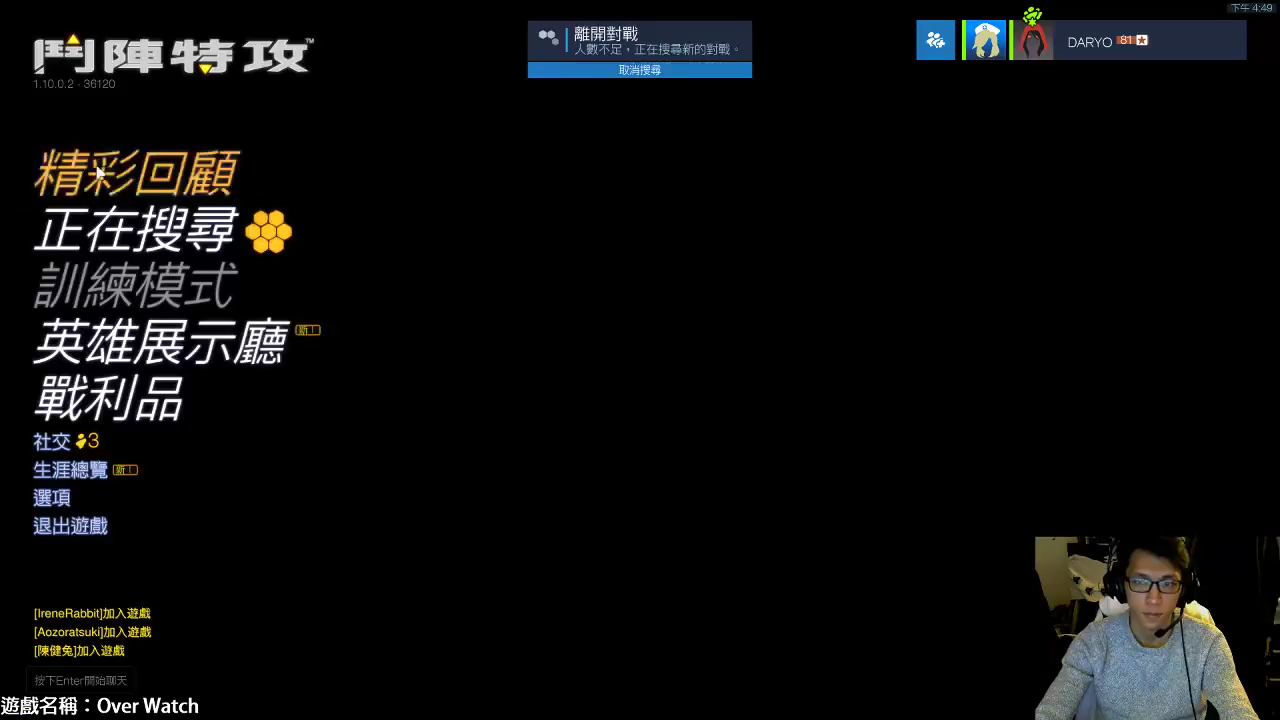 下午 4:49
鬥陣特攻™
1.10.0.2 - 36120
離開對戰
人數不足，正在搜尋新的對戰。
取消搜尋
DARYO 81
精彩回顧
正在搜尋
訓練模式
英雄展示廳 新！
戰利品
社交 3
生涯總覽 新！
選項
退出遊戲
[IreneRabbit]加入遊戲
[Aozoratsuki]加入遊戲
[陳健兔]加入遊戲
按下Enter開始聊天
遊戲名稱：Over Watch